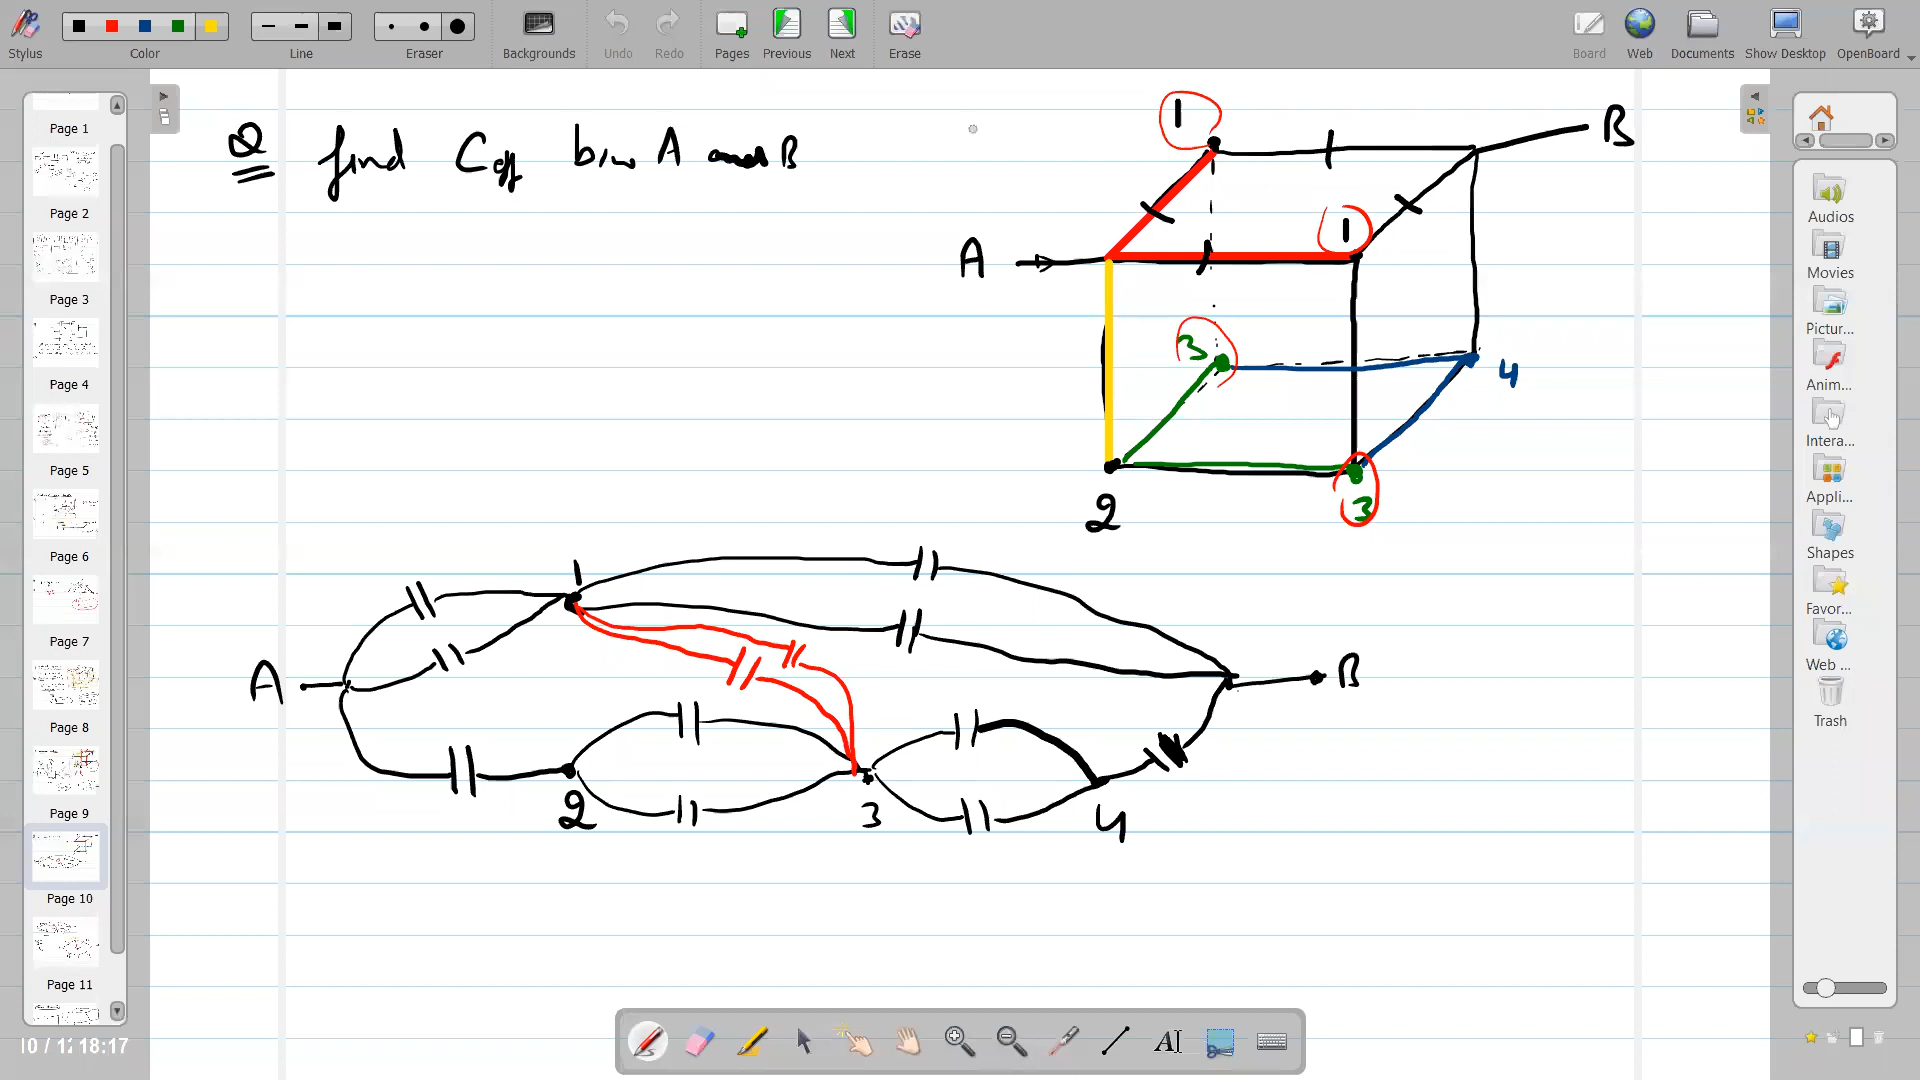 Stylus
Color
Line
Eraser
Backgrounds
Undo
Redo
Pages
Previous
Next
Erase
Board
Web
Documents
Show Desktop
OpenBoard
Page 1
Page 2
Page 3
Page 4
Page 5
Page 6
Page 7
Page 8
Page 9
Page 10
Page 11
Q find Ceff b/w A and B
1
B
1
A
3
4
2
3
1
A
B
2
3
4
Audios
Movies
Pictur...
Anim...
Intera...
Appli...
Shapes
Favor...
Web ...
Trash
18:17